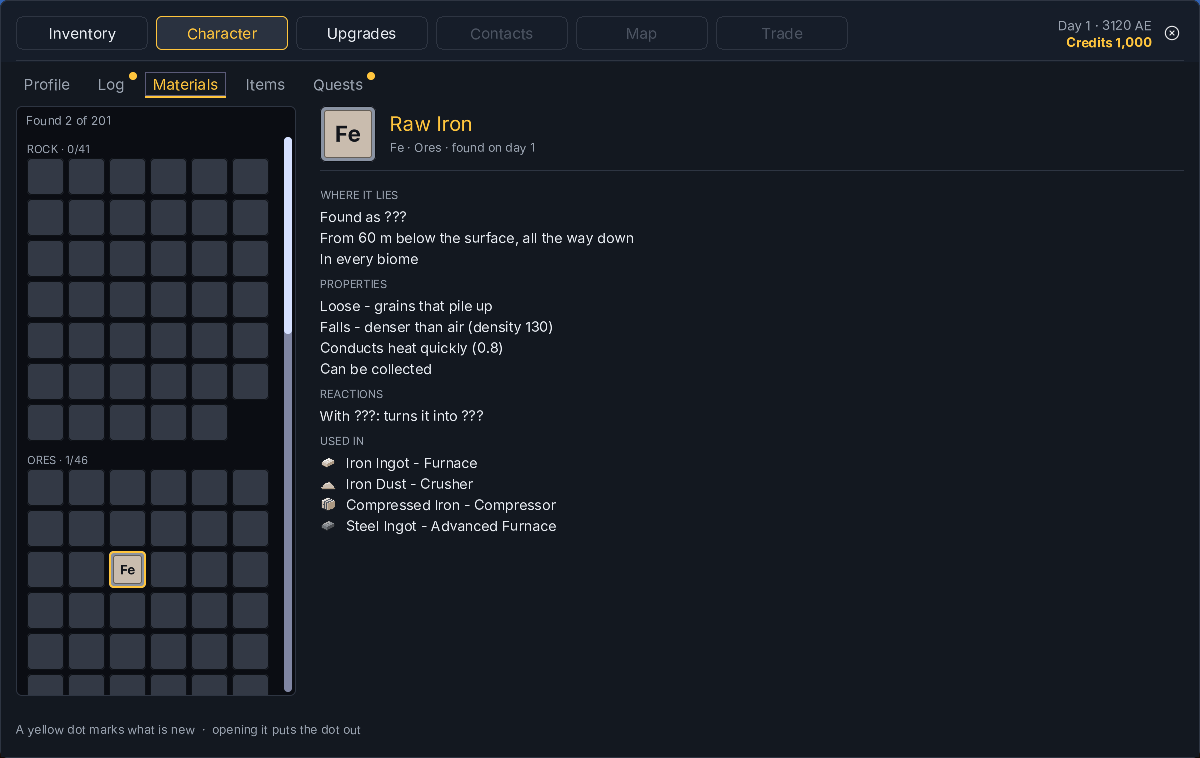 Inventory Character Upgrades Contacts Map Trade
Day 1 · 3120 AE
Credits 1,000
Profile Log Materials Items Quests
Found 2 of 201
ROCK · 0/41
ORES · 1/46
Fe
Fe
Raw Iron
Fe · Ores · found on day 1
WHERE IT LIES
Found as ???
From 60 m below the surface, all the way down
In every biome
PROPERTIES
Loose - grains that pile up
Falls - denser than air (density 130)
Conducts heat quickly (0.8)
Can be collected
REACTIONS
With ???: turns it into ???
USED IN
Iron Ingot - Furnace
Iron Dust - Crusher
Compressed Iron - Compressor
Steel Ingot - Advanced Furnace
A yellow dot marks what is new · opening it puts the dot out